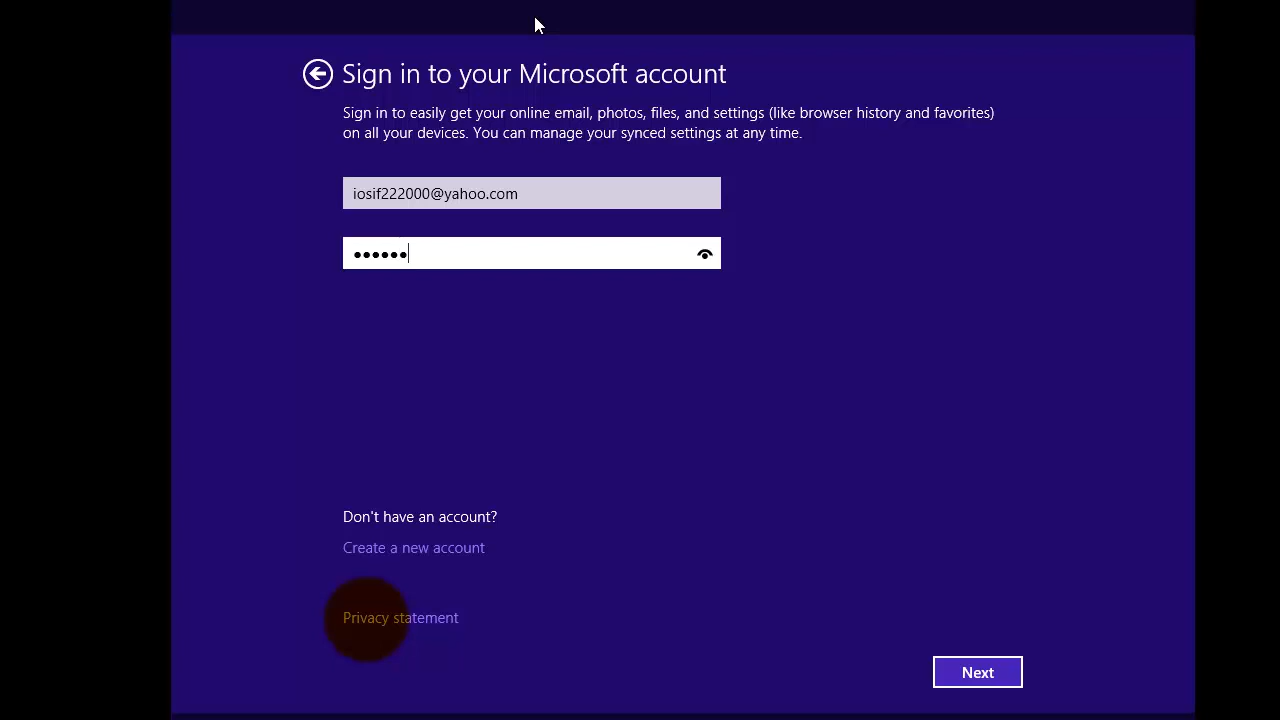 Sign in to your Microsoft account
Sign in to easily get your online email, photos, files, and settings (like browser history and favorites)
on all your devices. You can manage your synced settings at any time.
iosif222000@yahoo.com
••••••
Don't have an account?
Create a new account
Privacy statement
Next